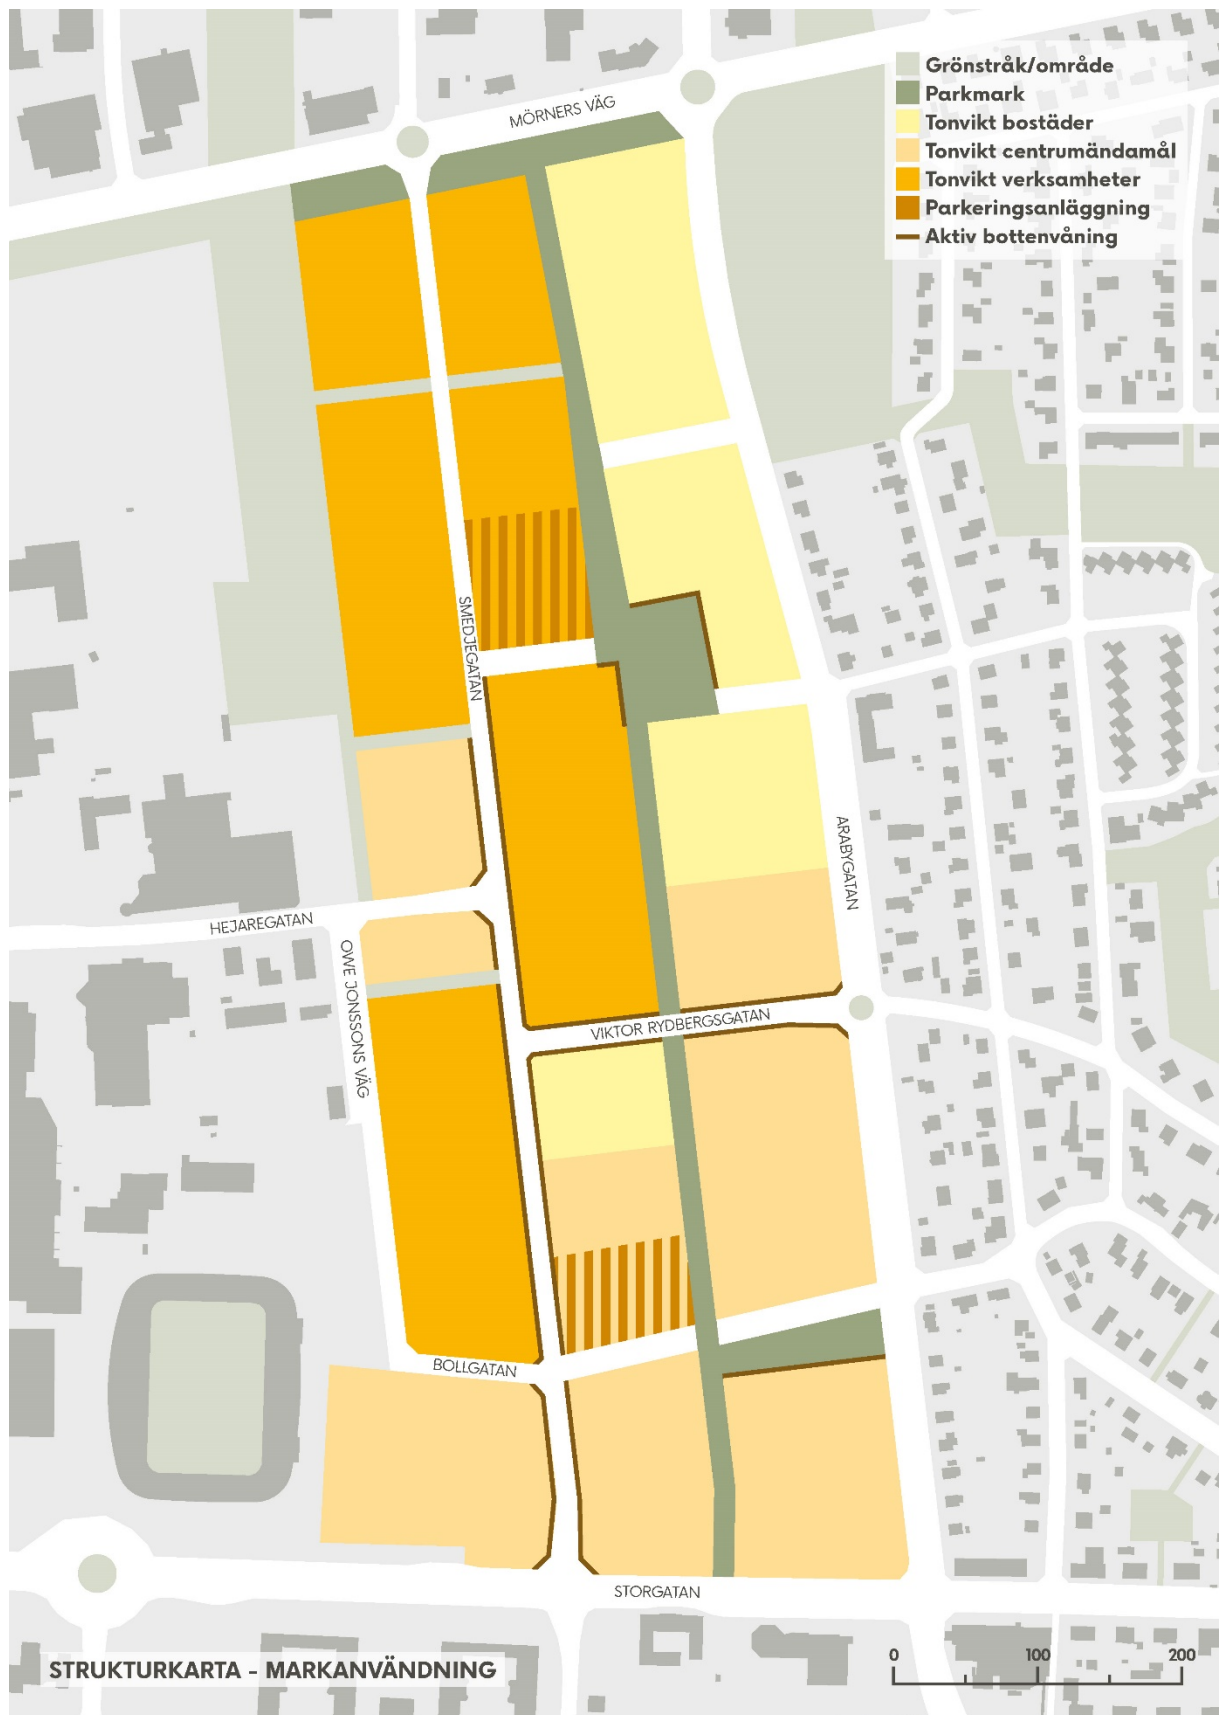 MÖRNERS VÄG
Grönstråk/område
Parkmark
Tonvikt bostäder
Tonvikt centrumändamål
Tonvikt verksamheter
Parkeringsanläggning
Aktiv bottenvåning
SMEDJEGATAN
ARABYGATAN
HEJAREGATAN
OWE JONSSONS VÄG
VIKTOR RYDBERGSGATAN
BOLLGATAN
STORGATAN
STRUKTURKARTA - MARKANVÄNDNING
0 100 200